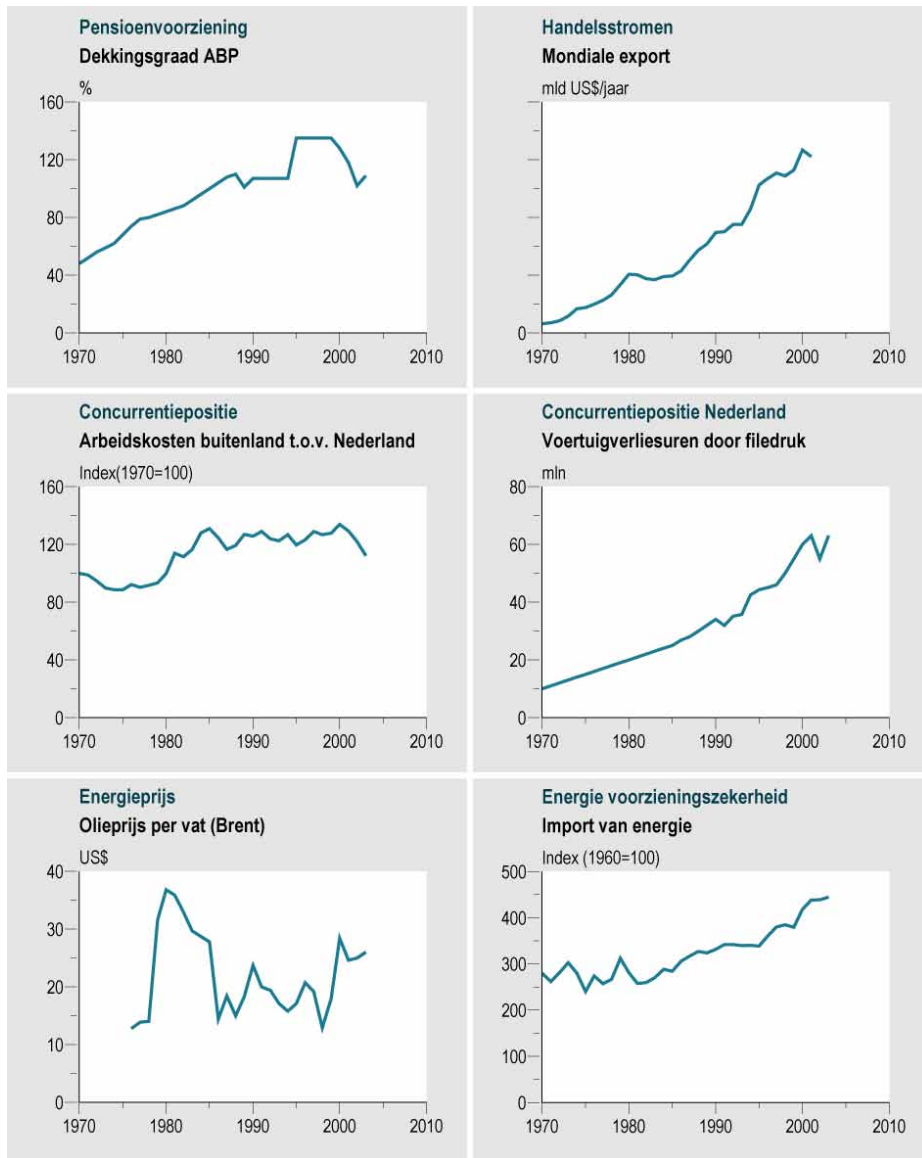 Pensioenvoorziening
Dekkingsgraad ABP
%
160
120
80
40
0
1970 1980 1990 2000 2010
Handelsstromen
Mondiale export
mld US$/jaar
0
1970 1980 1990 2000 2010
Concurrentiepositie
Arbeidskosten buitenland t.o.v. Nederland
Index(1970=100)
160
120
80
40
0
1970 1980 1990 2000 2010
Concurrentiepositie Nederland
Voertuigverliesuren door filedruk
mln
80
60
40
20
0
1970 1980 1990 2000 2010
Energieprijs
Olieprijs per vat (Brent)
US$
40
30
20
10
0
1970 1980 1990 2000 2010
Energie voorzieningszekerheid
Import van energie
Index (1960=100)
500
400
300
200
100
0
1970 1980 1990 2000 2010